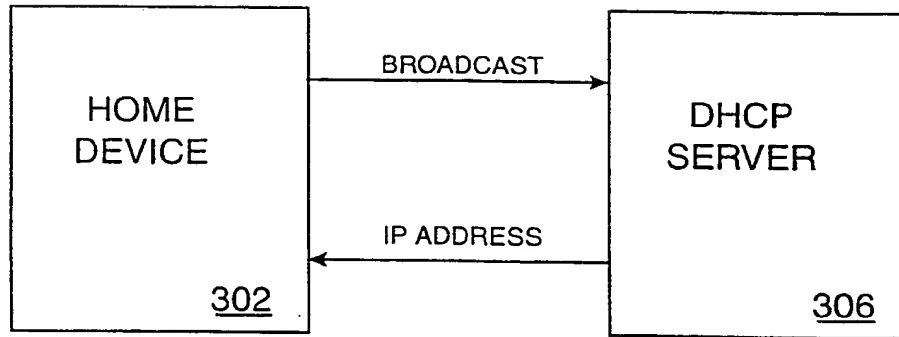 HOME
DEVICE
302
BROADCAST
IP ADDRESS
DHCP
SERVER
306